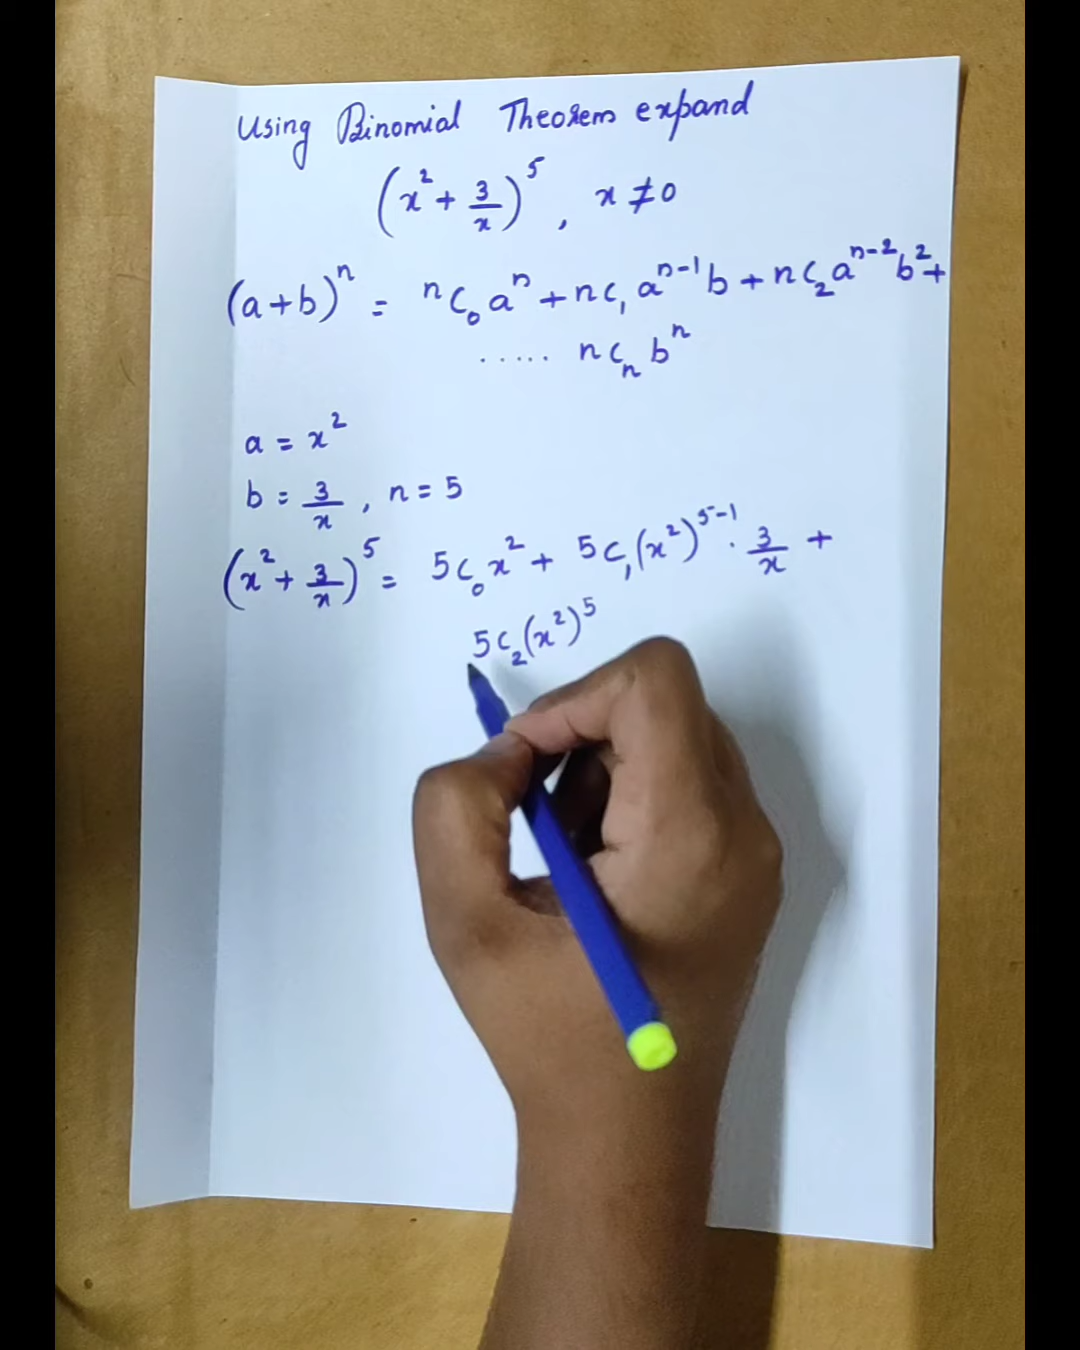 Using Binomial Theorem expand
(x² + 3/x)⁵, x ≠ 0
(a+b)ⁿ = ⁿC₀ aⁿ + nC₁ aⁿ⁻¹ b + nC₂ aⁿ⁻² b² +
..... nCₙ bⁿ
a = x²
b = 3/x , n = 5
(x² + 3/x)⁵ = 5C₀ x² + 5C₁ (x²)⁵⁻¹ . 3/x +
5C₂ (x²)⁵